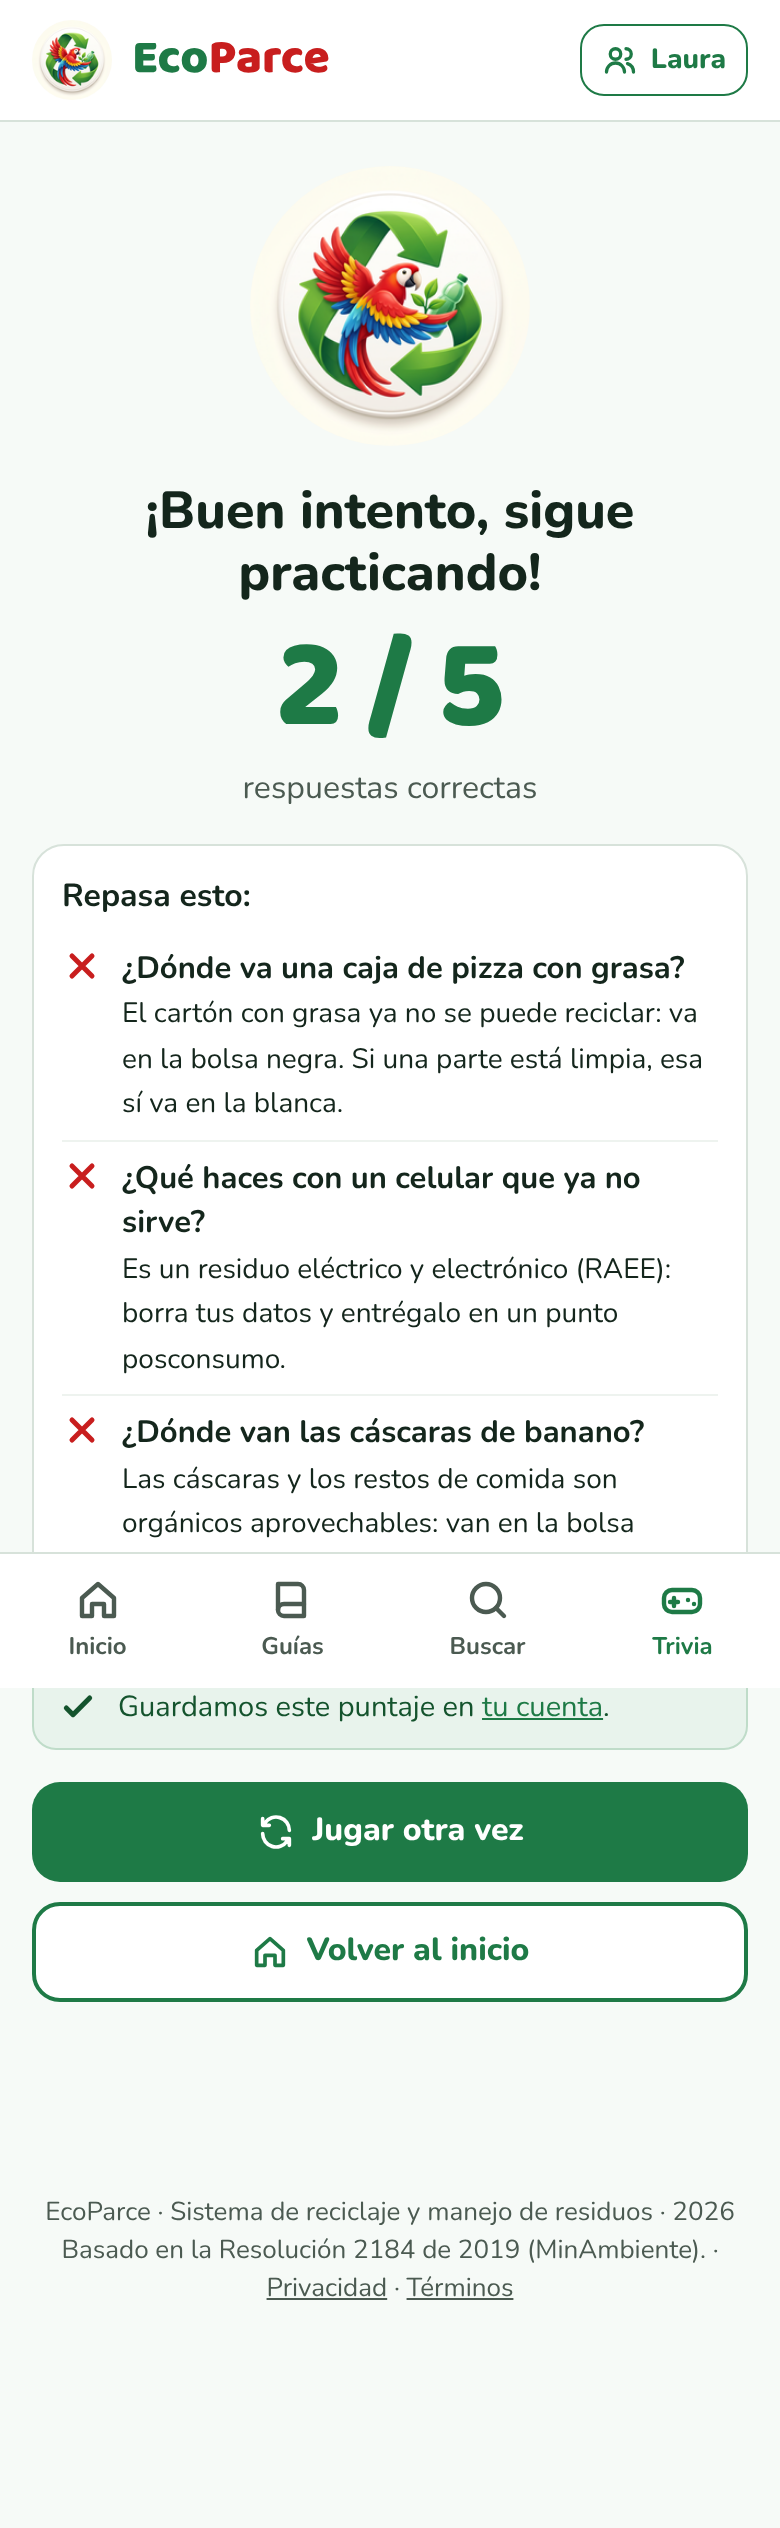 EcoParce
Laura
¡Buen intento, sigue
practicando!
2 / 5
respuestas correctas
Repasa esto:
¿Dónde va una caja de pizza con grasa?
El cartón con grasa ya no se puede reciclar: va
en la bolsa negra. Si una parte está limpia, esa
sí va en la blanca.
¿Qué haces con un celular que ya no
sirve?
Es un residuo eléctrico y electrónico (RAEE):
borra tus datos y entrégalo en un punto
posconsumo.
¿Dónde van las cáscaras de banano?
Las cáscaras y los restos de comida son
orgánicos aprovechables: van en la bolsa
Inicio
Guías
Buscar
Trivia
Guardamos este puntaje en tu cuenta.
Jugar otra vez
Volver al inicio
EcoParce · Sistema de reciclaje y manejo de residuos · 2026
Basado en la Resolución 2184 de 2019 (MinAmbiente). ·
Privacidad · Términos